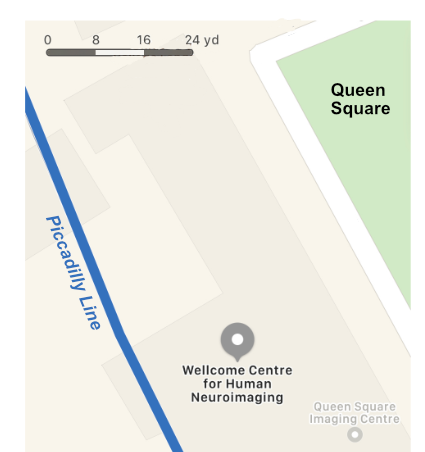 0 8 16 24 yd
Queen
Square
Piccadilly Line
Wellcome Centre
for Human
Neuroimaging
Queen Square
Imaging Centre